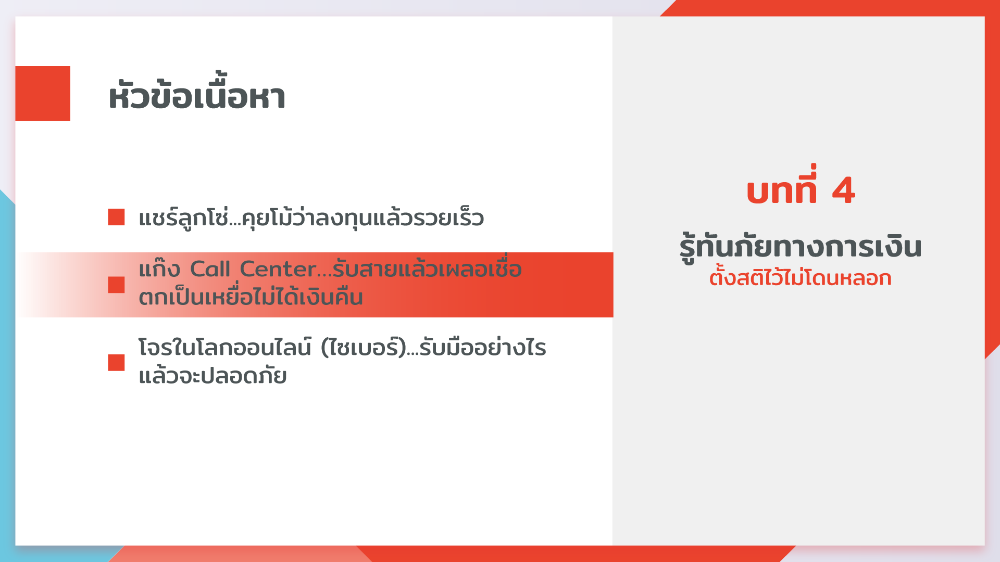 หัวข้อเนื้อหา
แชร์ลูกโซ่...คุยโม้ว่าลงทุนแล้วรวยเร็ว
แก๊ง Call Center...รับสายแล้วเผลอเชื่อ
ตกเป็นเหยื่อไม่ได้เงินคืน
โจรในโลกออนไลน์ (ไซเบอร์)...รับมืออย่างไร
แล้วจะปลอดภัย
บทที่ 4
รู้ทันภัยทางการเงิน
ตั้งสติไว้ไม่โดนหลอก